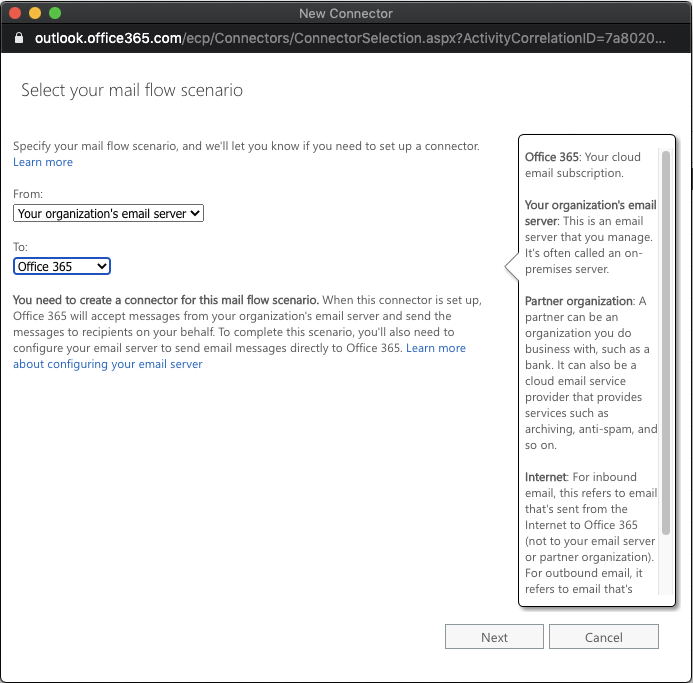 New Connector
outlook.office365.com/ecp/Connectors/ConnectorSelection.aspx?ActivityCorrelationID=7a8020...
Select your mail flow scenario
Specify your mail flow scenario, and we'll let you know if you need to set up a connector.
Learn more
From:
Your organization's email server
To:
Office 365
You need to create a connector for this mail flow scenario. When this connector is set up,
Office 365 will accept messages from your organization's email server and send the
messages to recipients on your behalf. To complete this scenario, you'll also need to
configure your email server to send email messages directly to Office 365. Learn more
about configuring your email server
Office 365: Your cloud
email subscription.
Your organization's email
server: This is an email
server that you manage.
It's often called an on-
premises server.
Partner organization: A
partner can be an
organization you do
business with, such as a
bank. It can also be a
cloud email service
provider that provides
services such as
archiving, anti-spam, and
so on.
Internet: For inbound
email, this refers to email
that's sent from the
Internet to Office 365
(not to your email server
or partner organization).
For outbound email, it
refers to email that's
Next
Cancel